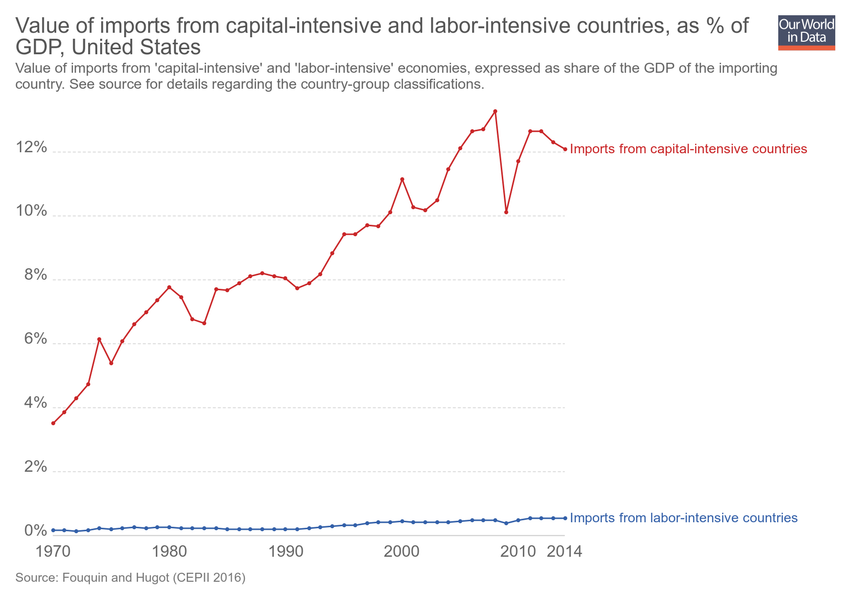 Value of imports from capital-intensive and labor-intensive countries, as % of
GDP, United States
Our World
in Data
Value of imports from 'capital-intensive' and 'labor-intensive' economies, expressed as share of the GDP of the importing
country. See source for details regarding the country-group classifications.
12%
Imports from capital-intensive countries
10%
8%
6%
4%
2%
Imports from labor-intensive countries
0%
1970 1980 1990 2000 2010 2014
Source: Fouquin and Hugot (CEPII 2016)